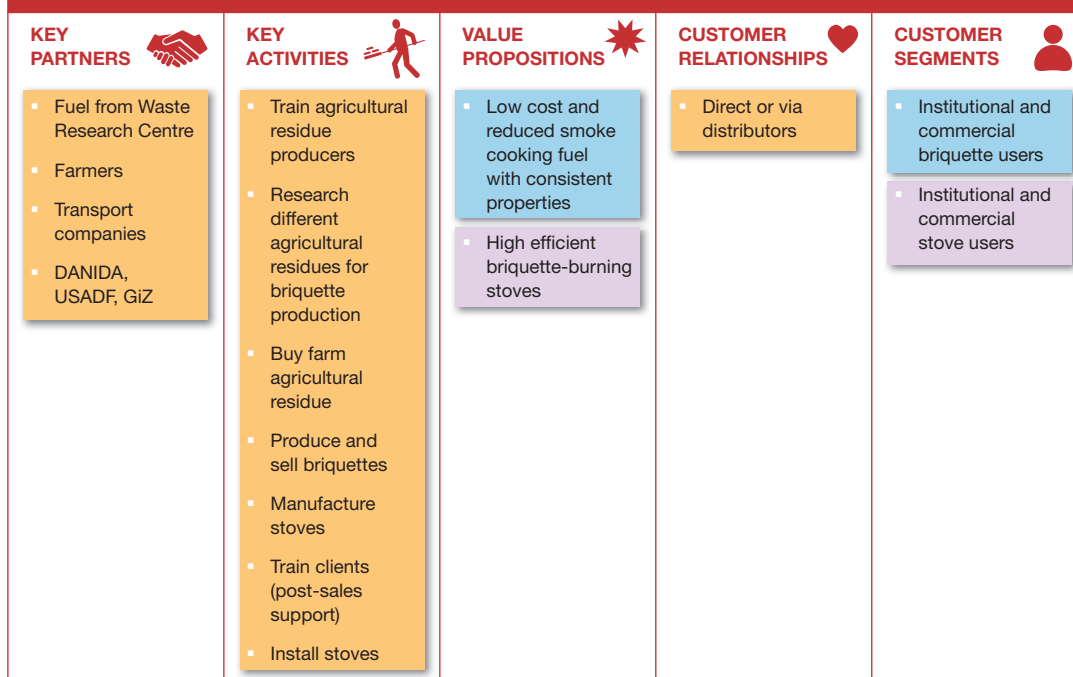 KEY
PARTNERS
Fuel from Waste
Research Centre
Farmers
Transport
companies
DANIDA,
USADF, GiZ
KEY
ACTIVITIES
Train agricultural
residue
producers
Research
different
agricultural
residues for
briquette
production
Buy farm
agricultural
residue
Produce and
sell briquettes
Manufacture
stoves
Train clients
(post-sales
support)
Install stoves
VALUE
PROPOSITIONS
Low cost and
reduced smoke
cooking fuel
with consistent
properties
High efficient
briquette-burning
stoves
CUSTOMER
RELATIONSHIPS
Direct or via
distributors
CUSTOMER
SEGMENTS
Institutional and
commercial
briquette users
Institutional and
commercial
stove users